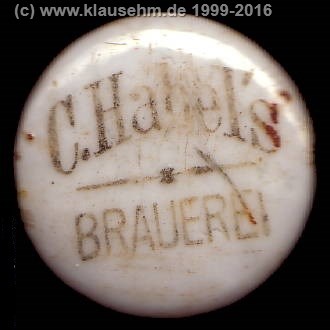 (c) www.klausehm.de 1999-2016
C. Habel's
BRAUEREI